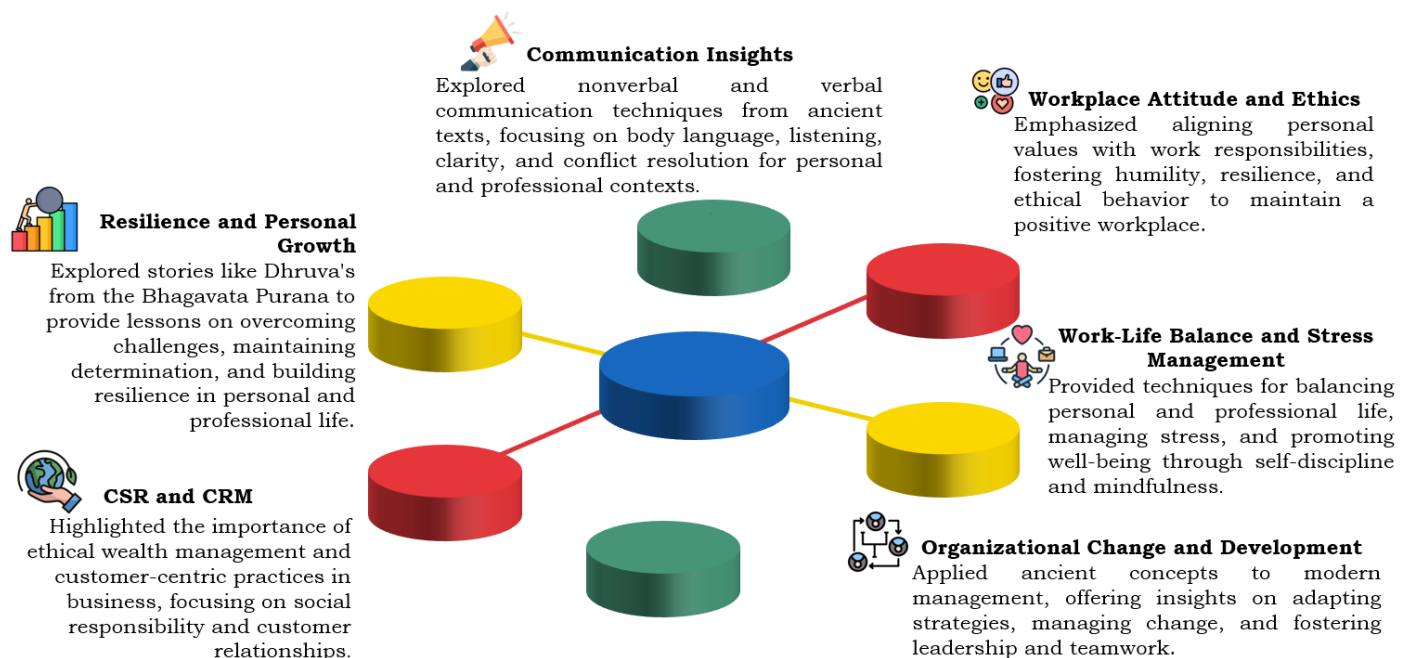 Communication Insights
Explored nonverbal and verbal
communication techniques from ancient
texts, focusing on body language, listening,
clarity, and conflict resolution for personal
and professional contexts.
Workplace Attitude and Ethics
Emphasized aligning personal
values with work responsibilities,
fostering humility, resilience, and
ethical behavior to maintain a
positive workplace.
Resilience and Personal
Growth
Explored stories like Dhruva's
from the Bhagavata Purana to
provide lessons on overcoming
challenges, maintaining
determination, and building
resilience in personal and
professional life.
Work-Life Balance and Stress
Management
Provided techniques for balancing
personal and professional life,
managing stress, and promoting
well-being through self-discipline
and mindfulness.
CSR and CRM
Highlighted the importance of
ethical wealth management and
customer-centric practices in
business, focusing on social
responsibility and customer
relationships.
Organizational Change and Development
Applied ancient concepts to modern
management, offering insights on adapting
strategies, managing change, and fostering
leadership and teamwork.